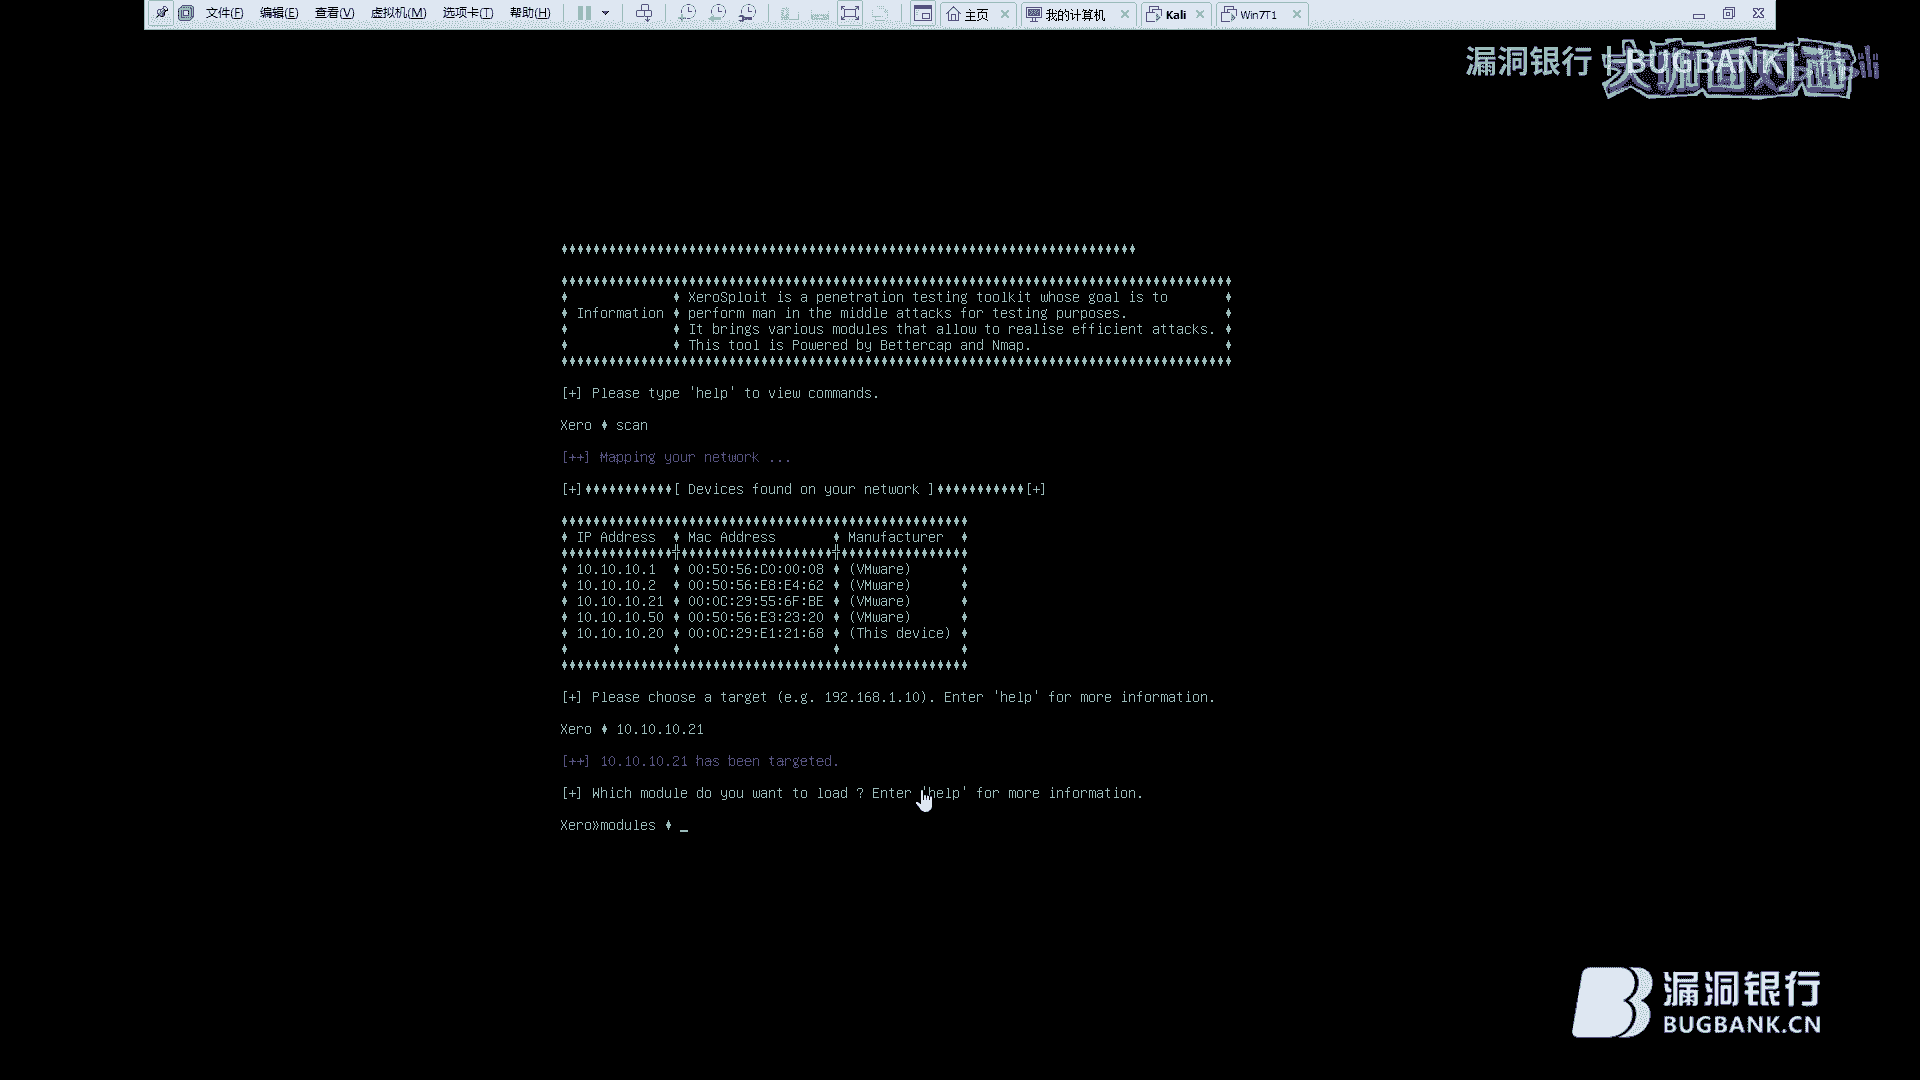 文件(F) 编辑(E) 查看(V) 虚拟机(M) 选项卡(T) 帮助(H) 主页 我的计算机 Kali Win7T1
漏洞银行 | BUGBANK
大咖面对面
Information
XeroSploit is a penetration testing toolkit whose goal is to
perform man in the middle attacks for testing purposes.
It brings various modules that allow to realise efficient attacks.
This tool is Powered by Bettercap and Nmap.
[+] Please type 'help' to view commands.
Xero ♦ scan
[++] Mapping your network ...
[+]♦♦♦♦♦♦♦♦♦♦♦[ Devices found on your network ]♦♦♦♦♦♦♦♦♦♦♦[+]
♦ IP Address ♦ Mac Address ♦ Manufacturer ♦
♦ 10.10.10.1 ♦ 00:50:56:C0:00:08 ♦ (VMware) ♦
♦ 10.10.10.2 ♦ 00:50:56:E8:E4:62 ♦ (VMware) ♦
♦ 10.10.10.21 ♦ 00:0C:29:55:6F:BE ♦ (VMware) ♦
♦ 10.10.10.50 ♦ 00:50:56:E3:23:20 ♦ (VMware) ♦
♦ 10.10.10.20 ♦ 00:0C:29:E1:21:68 ♦ (This device) ♦
[+] Please choose a target (e.g. 192.168.1.10). Enter 'help' for more information.
Xero ♦ 10.10.10.21
[++] 10.10.10.21 has been targeted.
[+] Which module do you want to load ? Enter 'help' for more information.
Xero»modules ♦ _
漏洞银行
BUGBANK.CN